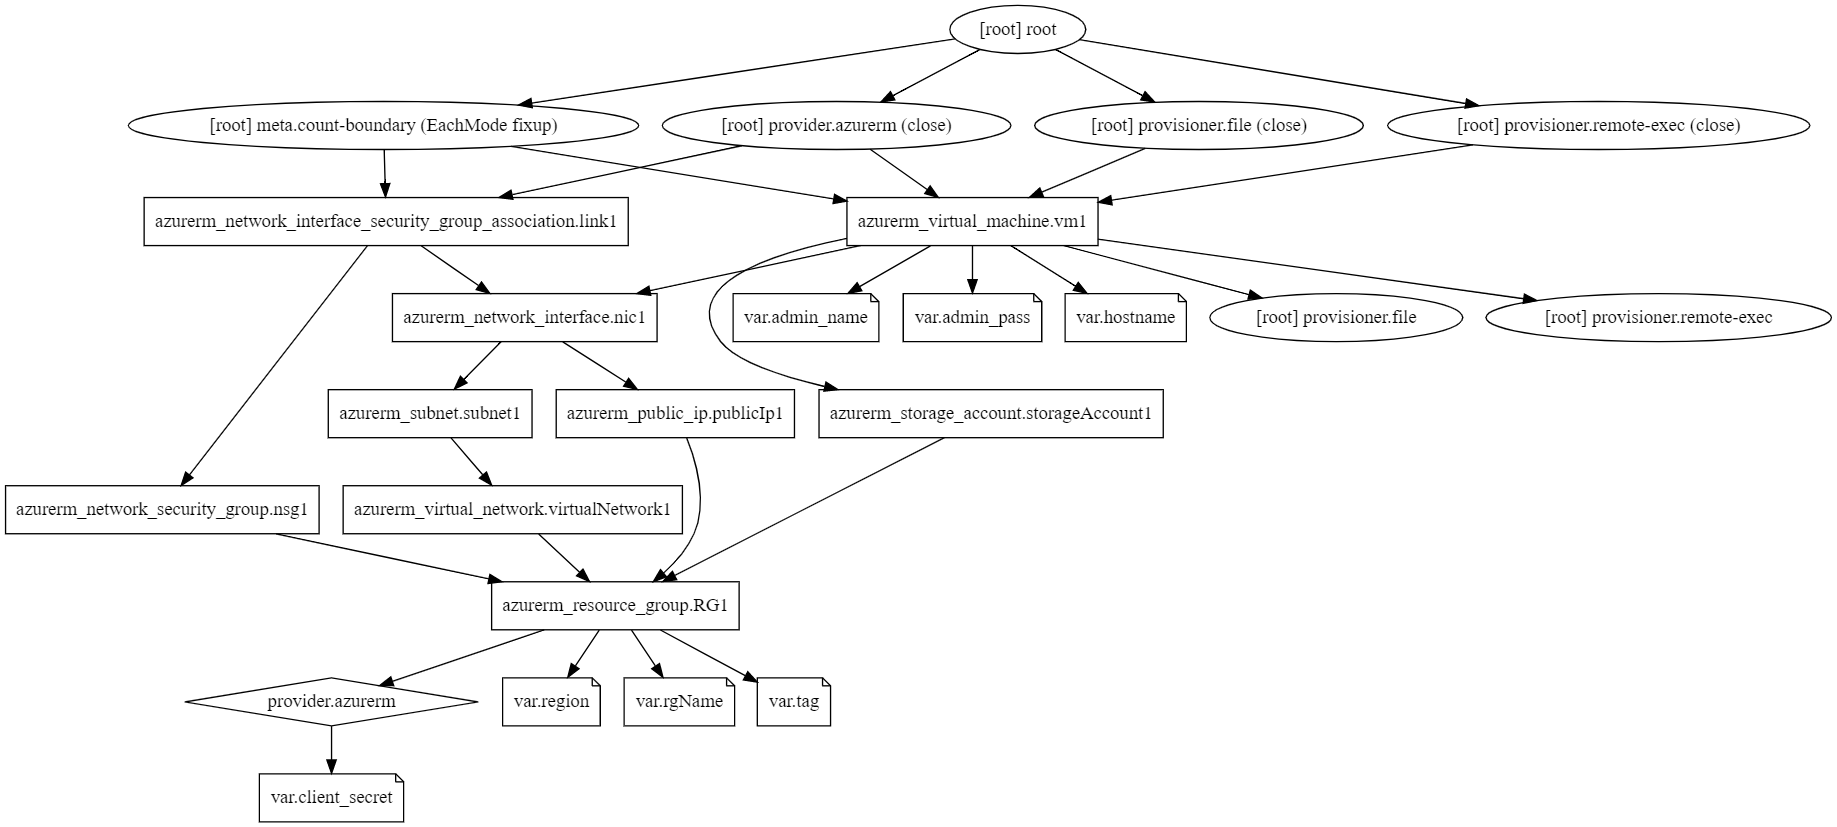 [root] root
[root] meta.count-boundary (EachMode fixup)
[root] provider.azurerm (close)
[root] provisioner.file (close)
[root] provisioner.remote-exec (close)
azurerm_network_interface_security_group_association.link1
azurerm_virtual_machine.vm1
azurerm_network_interface.nic1
var.admin_name
var.admin_pass
var.hostname
[root] provisioner.file
[root] provisioner.remote-exec
azurerm_subnet.subnet1
azurerm_public_ip.publicIp1
azurerm_storage_account.storageAccount1
azurerm_network_security_group.nsg1
azurerm_virtual_network.virtualNetwork1
azurerm_resource_group.RG1
provider.azurerm
var.region
var.rgName
var.tag
var.client_secret